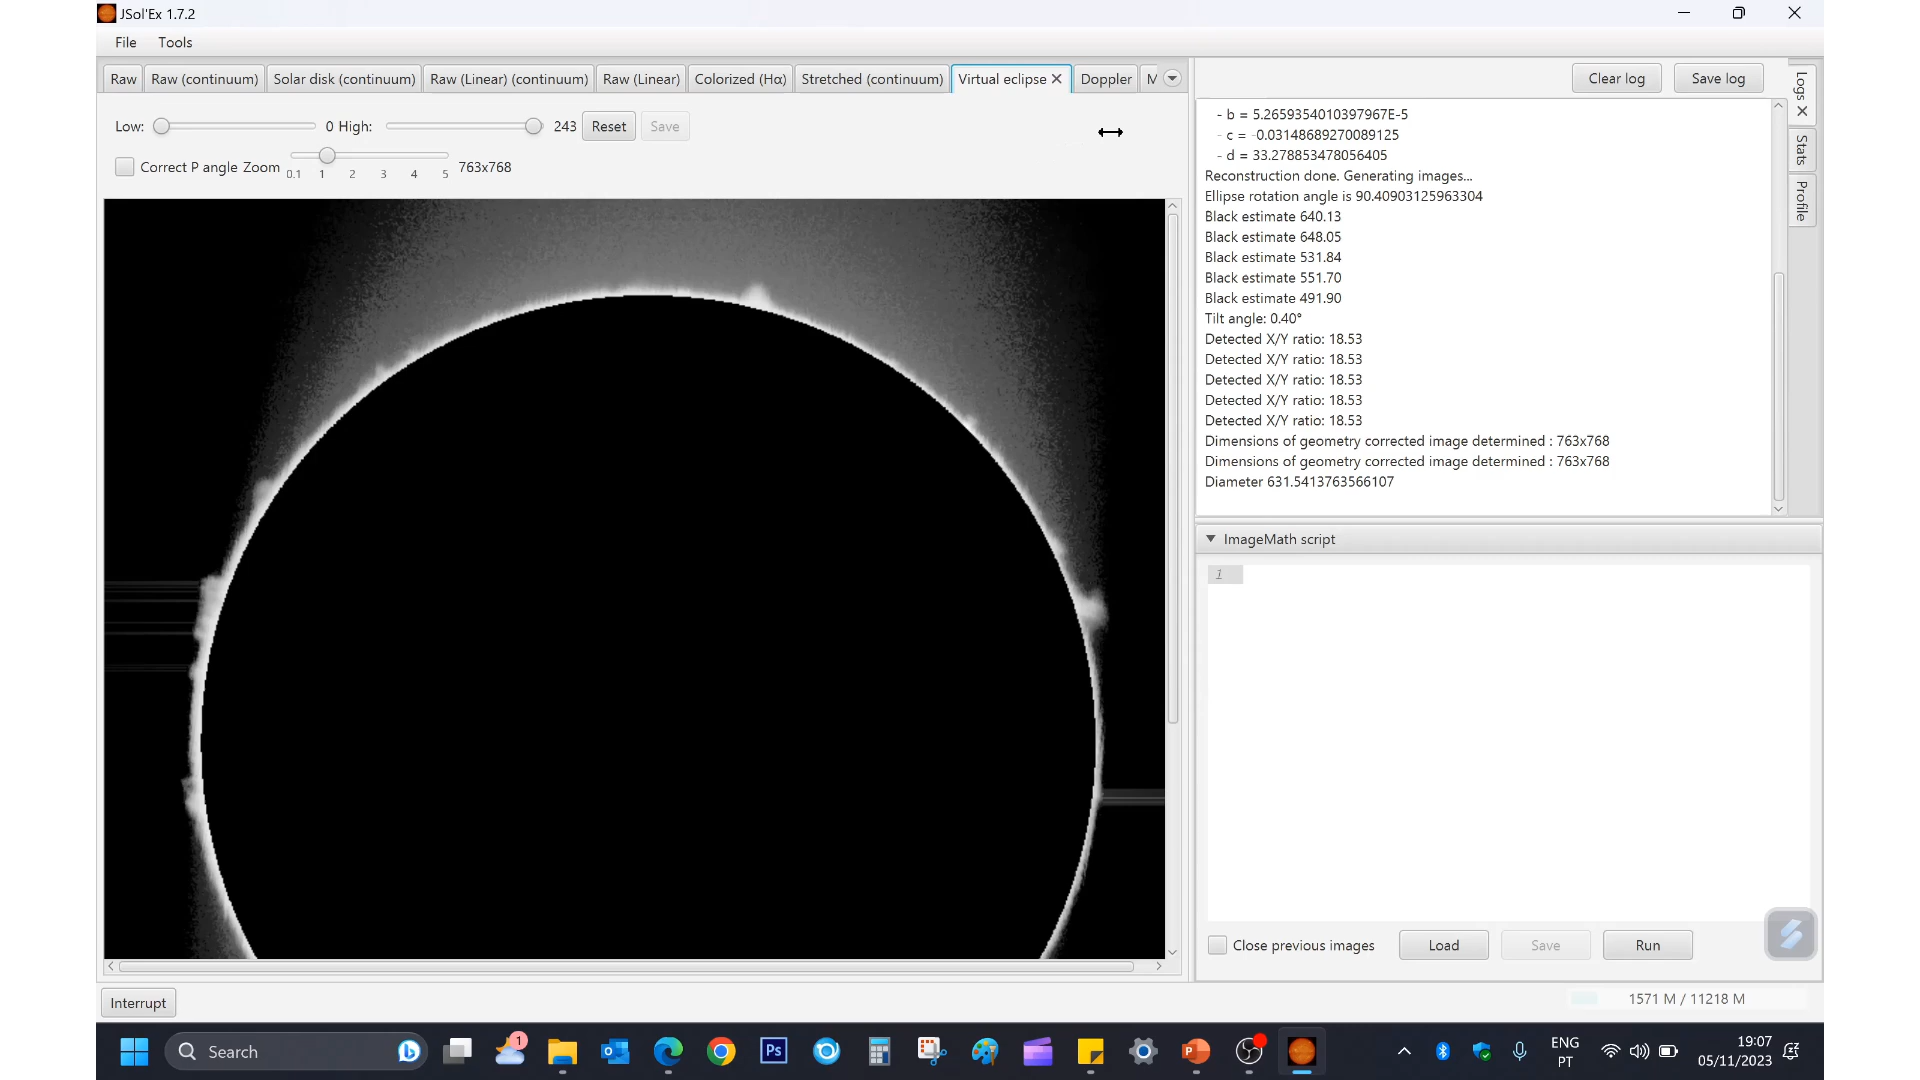 JSol'Ex 1.7.2
File Tools
Raw Raw (continuum) Solar disk (continuum) Raw (Linear) (continuum) Raw (Linear) Colorized (Hα) Stretched (continuum) Virtual eclipse Doppler M
Low: 0 High: 243 Reset Save
Correct P angle Zoom 0.1 1 2 3 4 5 763x768
Clear log Save log
Logs
Stats
Profile
- b = 5.2659354010397967E-5
- c = -0.03148689270089125
- d = 33.278853478056405
Reconstruction done. Generating images...
Ellipse rotation angle is 90.40903125963304
Black estimate 640.13
Black estimate 648.05
Black estimate 531.84
Black estimate 551.70
Black estimate 491.90
Tilt angle: 0.40°
Detected X/Y ratio: 18.53
Detected X/Y ratio: 18.53
Detected X/Y ratio: 18.53
Detected X/Y ratio: 18.53
Detected X/Y ratio: 18.53
Dimensions of geometry corrected image determined : 763x768
Dimensions of geometry corrected image determined : 763x768
Diameter 631.5413763566107
ImageMath script
1
Close previous images Load Save Run
Interrupt
1571 M / 11218 M
Search
1
Ps
ENG
PT
19:07
05/11/2023